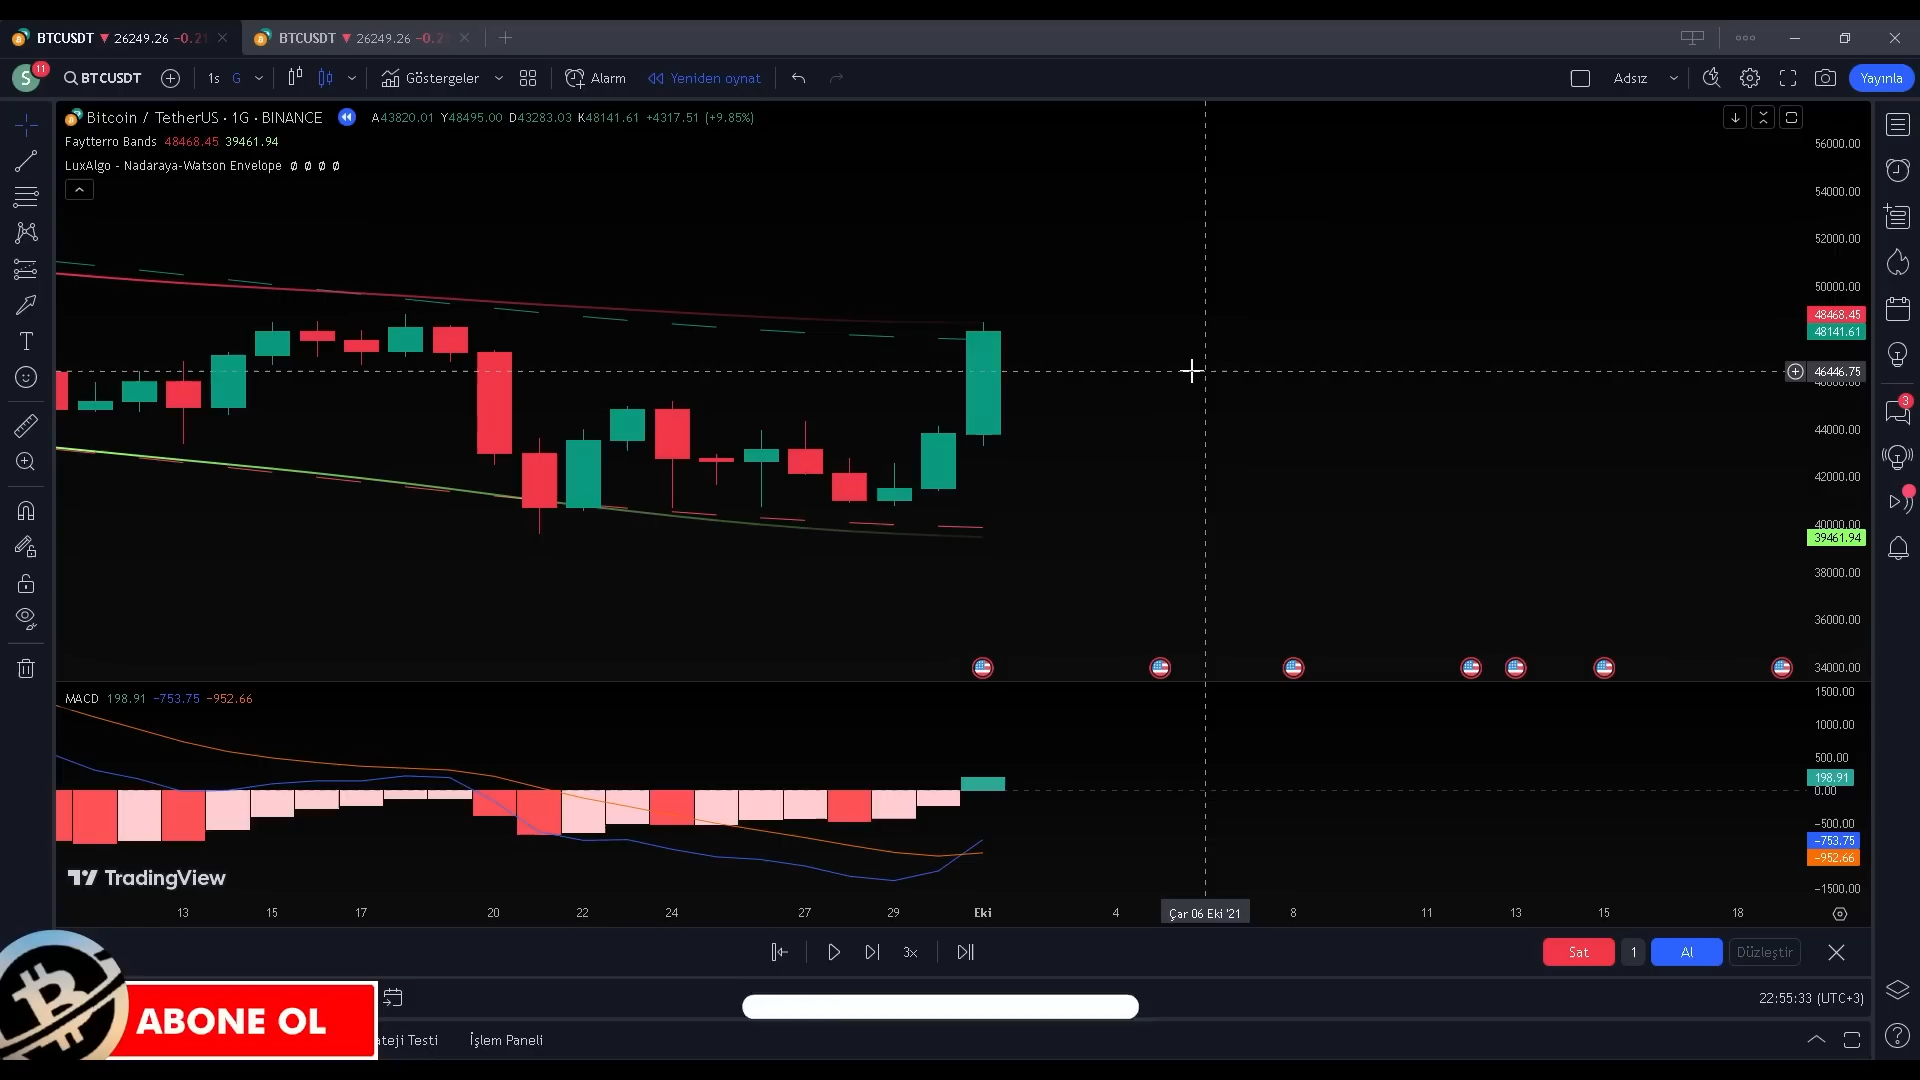 BTCUSDT ▼ 26249.26 −0.2
BTCUSDT ▼ 26249.26 −0.2
S 11 BTCUSDT 1s G Göstergeler Alarm Yeniden oynat Adsız Yayınla
Bitcoin / TetherUS · 1G · BINANCE A43820.01 Y48495.00 D43283.03 K48141.61 +4317.51 (+9.85%)
Faytterro Bands 48468.45 39461.94
LuxAlgo - Nadaraya-Watson Envelope ∅ ∅ ∅ ∅
56000.00
54000.00
52000.00
50000.00
48468.45
48141.61
46446.75
44000.00
42000.00
40000.00
39461.94
38000.00
36000.00
34000.00
3
MACD 198.91 −753.75 −952.66
1500.00
1000.00
500.00
198.91
0.00
−500.00
−753.75
−952.66
−1500.00
TradingView
13 15 17 20 22 24 27 29 Eki 4 Çar 06 Eki '21 8 11 13 15 18
3x
Sat 1 Al Düzleştir
ABONE OL
22:55:33 (UTC+3)
ateji Testi İşlem Paneli